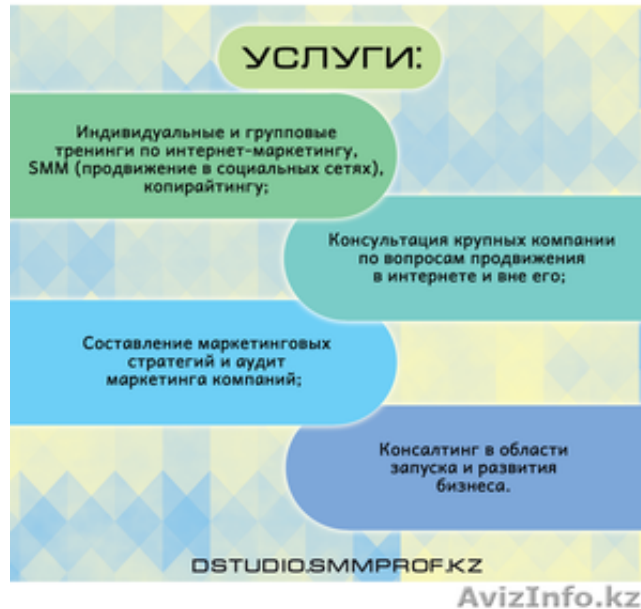 УСЛУГИ:
Индивидуальные и групповые
тренинги по интернет-маркетингу,
SMM (продвижение в социальных сетях),
копирайтингу;
Консультация крупных компании
по вопросам продвижения
в интернете и вне его;
Составление маркетинговых
стратегий и аудит
маркетинга компаний;
Консалтинг в области
запуска и развития
бизнеса.
DSTUDIO.SMMPROF.KZ
AvizInfo.kz